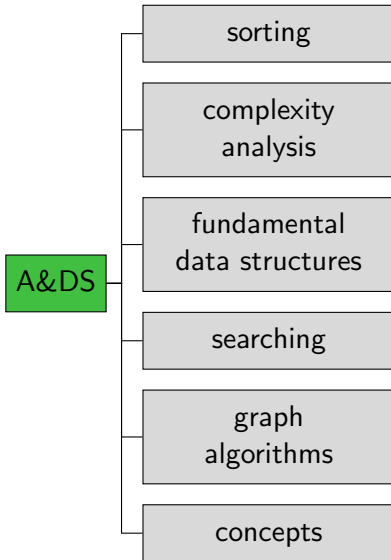 sorting
complexity
analysis
fundamental
data structures
A&DS
searching
graph
algorithms
concepts